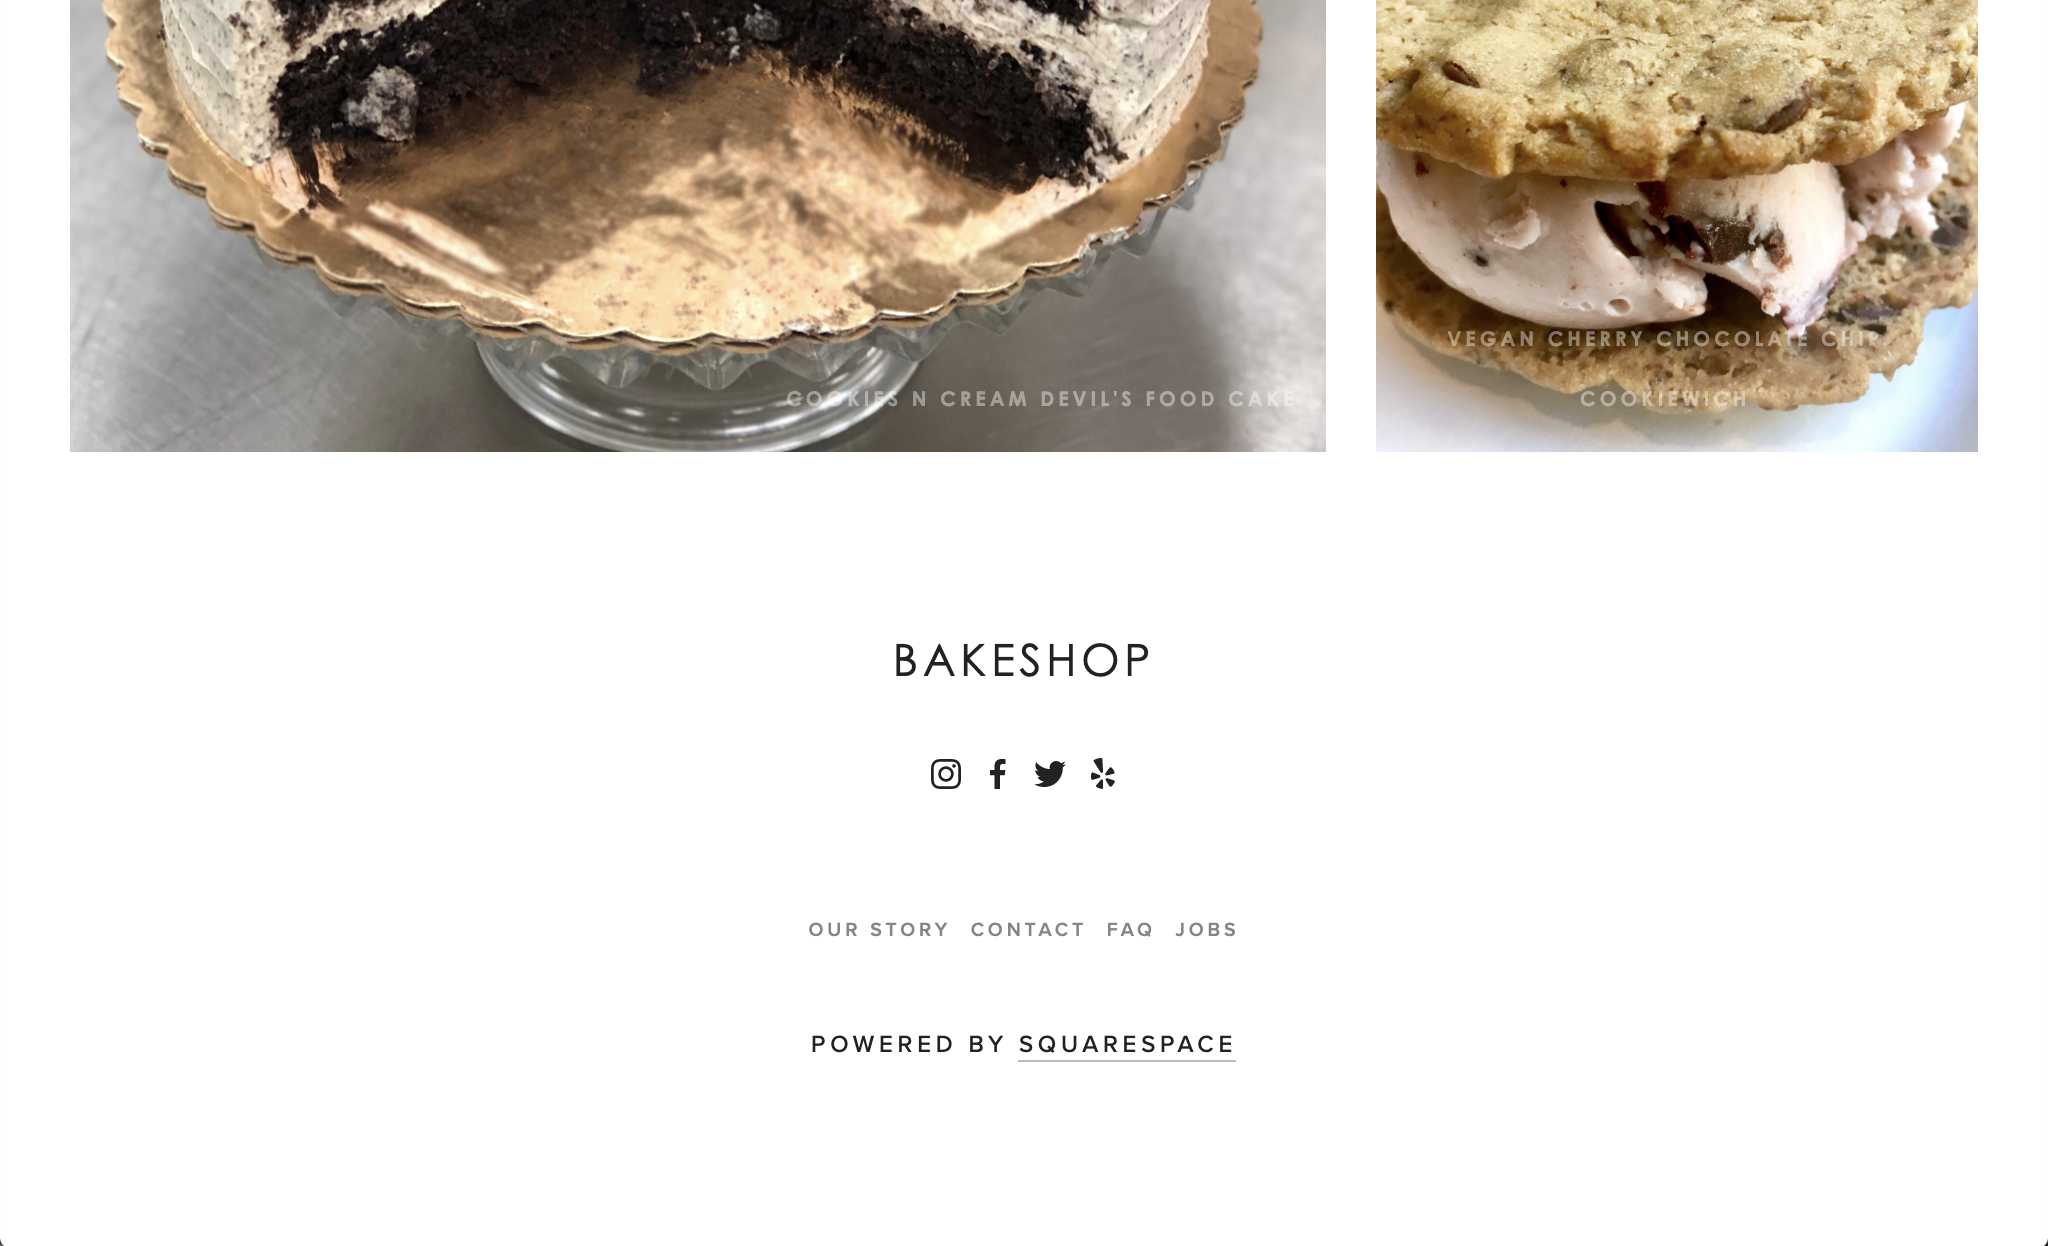 COOKIES N CREAM DEVIL'S FOOD CAKE
VEGAN CHERRY CHOCOLATE CHIP
COOKIEWICH
BAKESHOP
OUR STORY CONTACT FAQ JOBS
POWERED BY SQUARESPACE